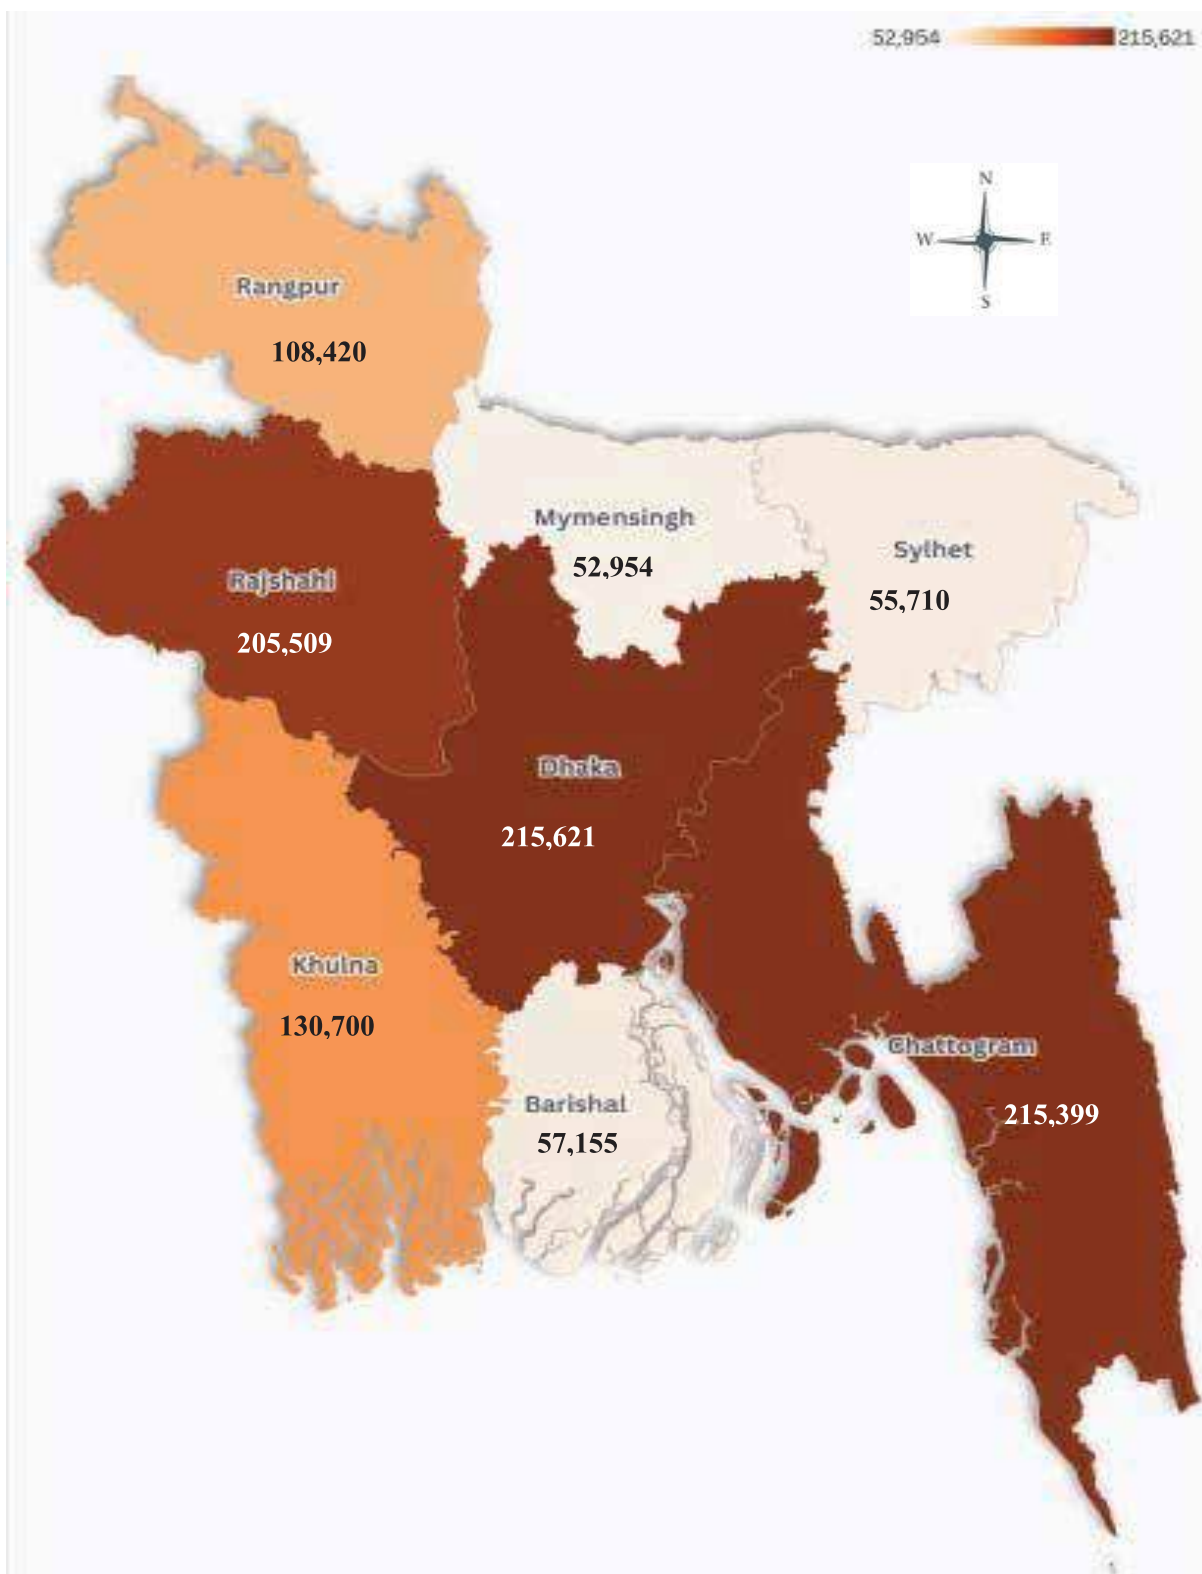 52,954 215,621
N
W E
S
Rangpur
108,420
Mymensingh
52,954
Sylhet
55,710
Rajshahi
205,509
Dhaka
215,621
Khulna
130,700
Chattogram
215,399
Barishal
57,155